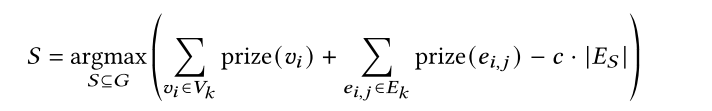 S = argmax_{S⊆G} ( ∑_{v_i∈V_k} prize(v_i) + ∑_{e_{i,j}∈E_k} prize(e_{i,j}) − c · |E_S| )